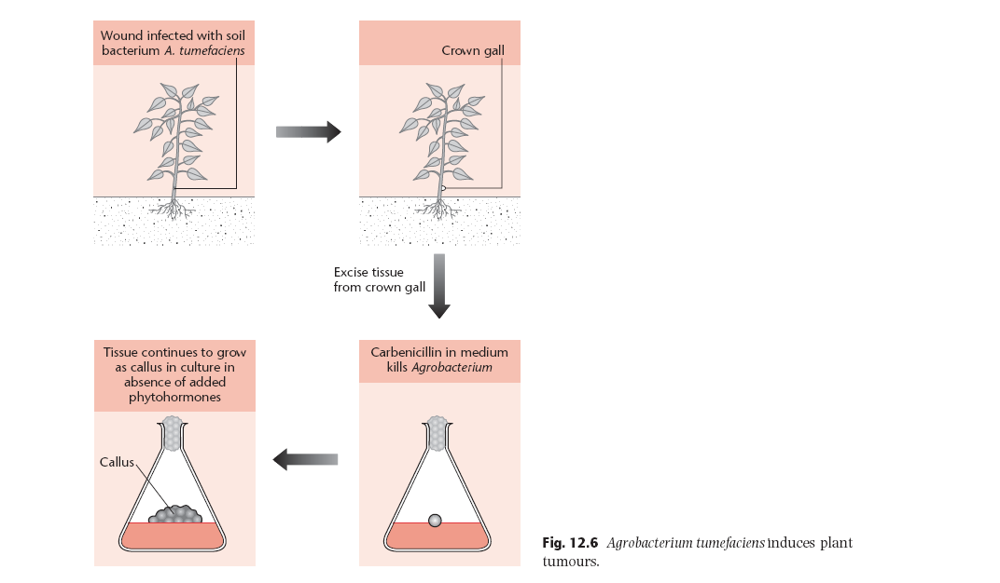 Wound infected with soil
bacterium A. tumefaciens
Crown gall
Excise tissue
from crown gall
Tissue continues to grow
as callus in culture in
absence of added
phytohormones
Callus
Carbenicillin in medium
kills Agrobacterium
Fig. 12.6 Agrobacterium tumefaciens induces plant
tumours.